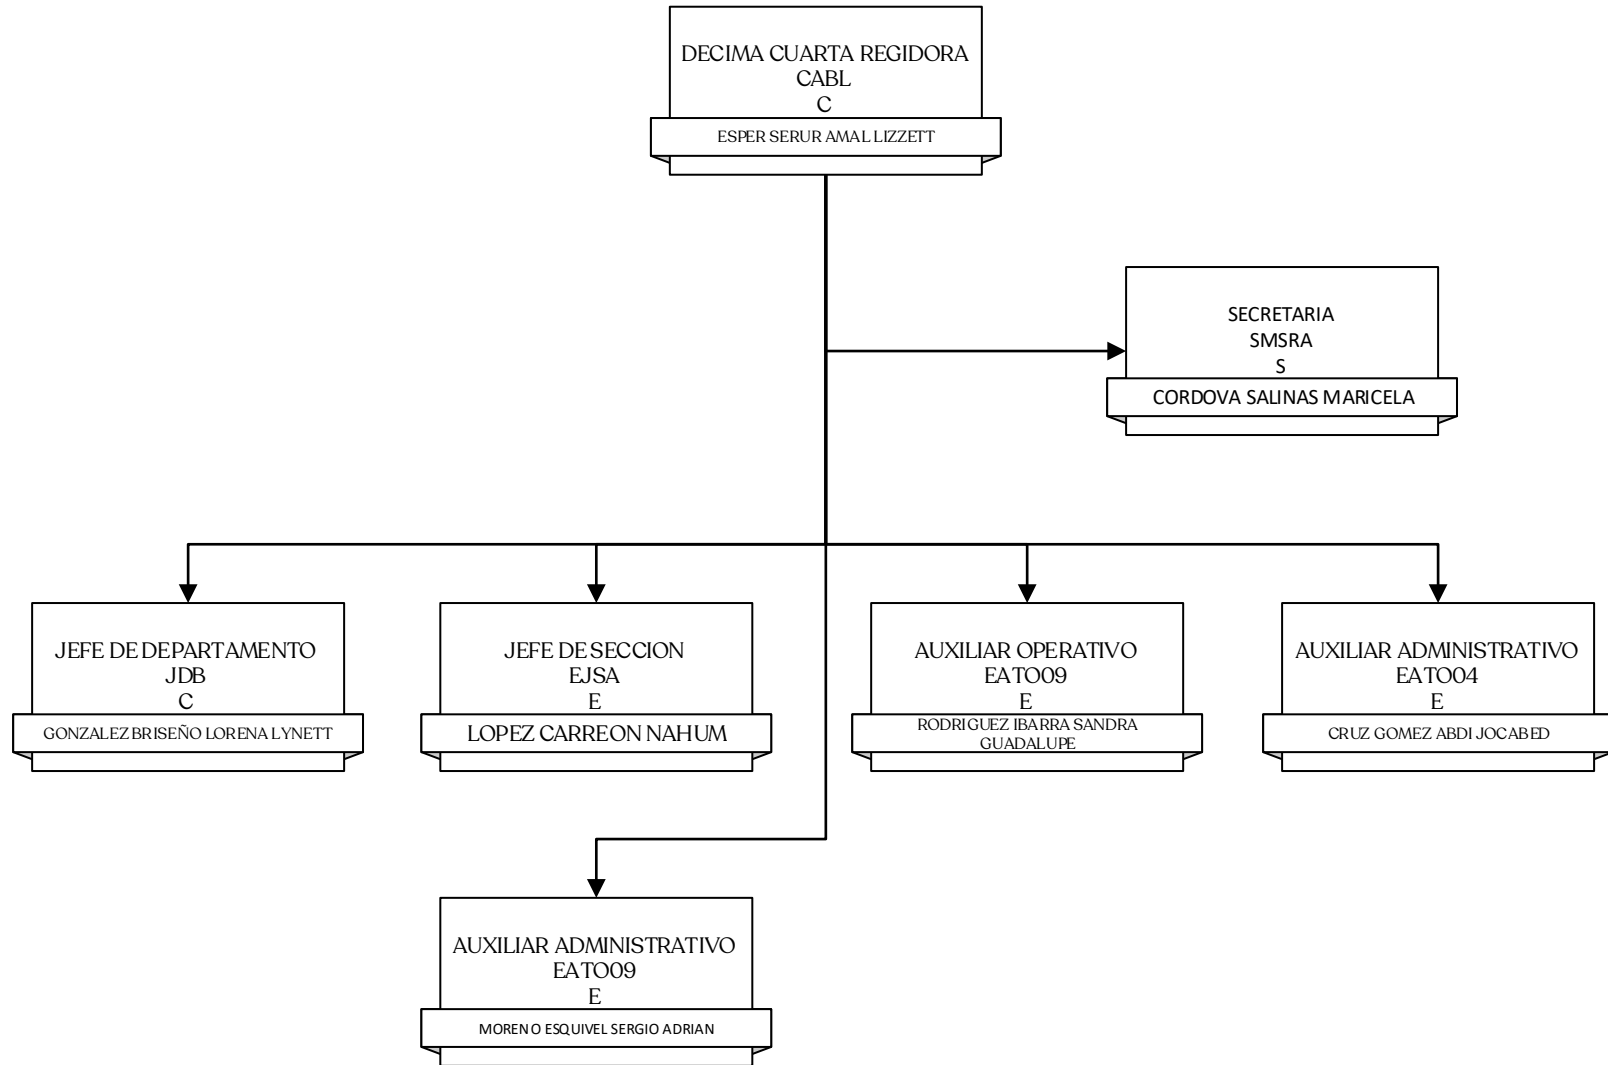 DECIMA CUARTA REGIDORA
CABL
C
ESPER SERUR AMAL LIZZETT
SECRETARIA
SMSRA
S
CORDOVA SALINAS MARICELA
JEFE DE DEPARTAMENTO
JDB
C
GONZALEZ BRISEÑO LORENA LYNETT
JEFE DE SECCION
EJSA
E
LOPEZ CARREON NAHUM
AUXILIAR OPERATIVO
EATO09
E
RODRIGUEZ IBARRA SANDRA
GUADALUPE
AUXILIAR ADMINISTRATIVO
EATO04
E
CRUZ GOMEZ ABDI JOCABED
AUXILIAR ADMINISTRATIVO
EATO09
E
MORENO ESQUIVEL SERGIO ADRIAN